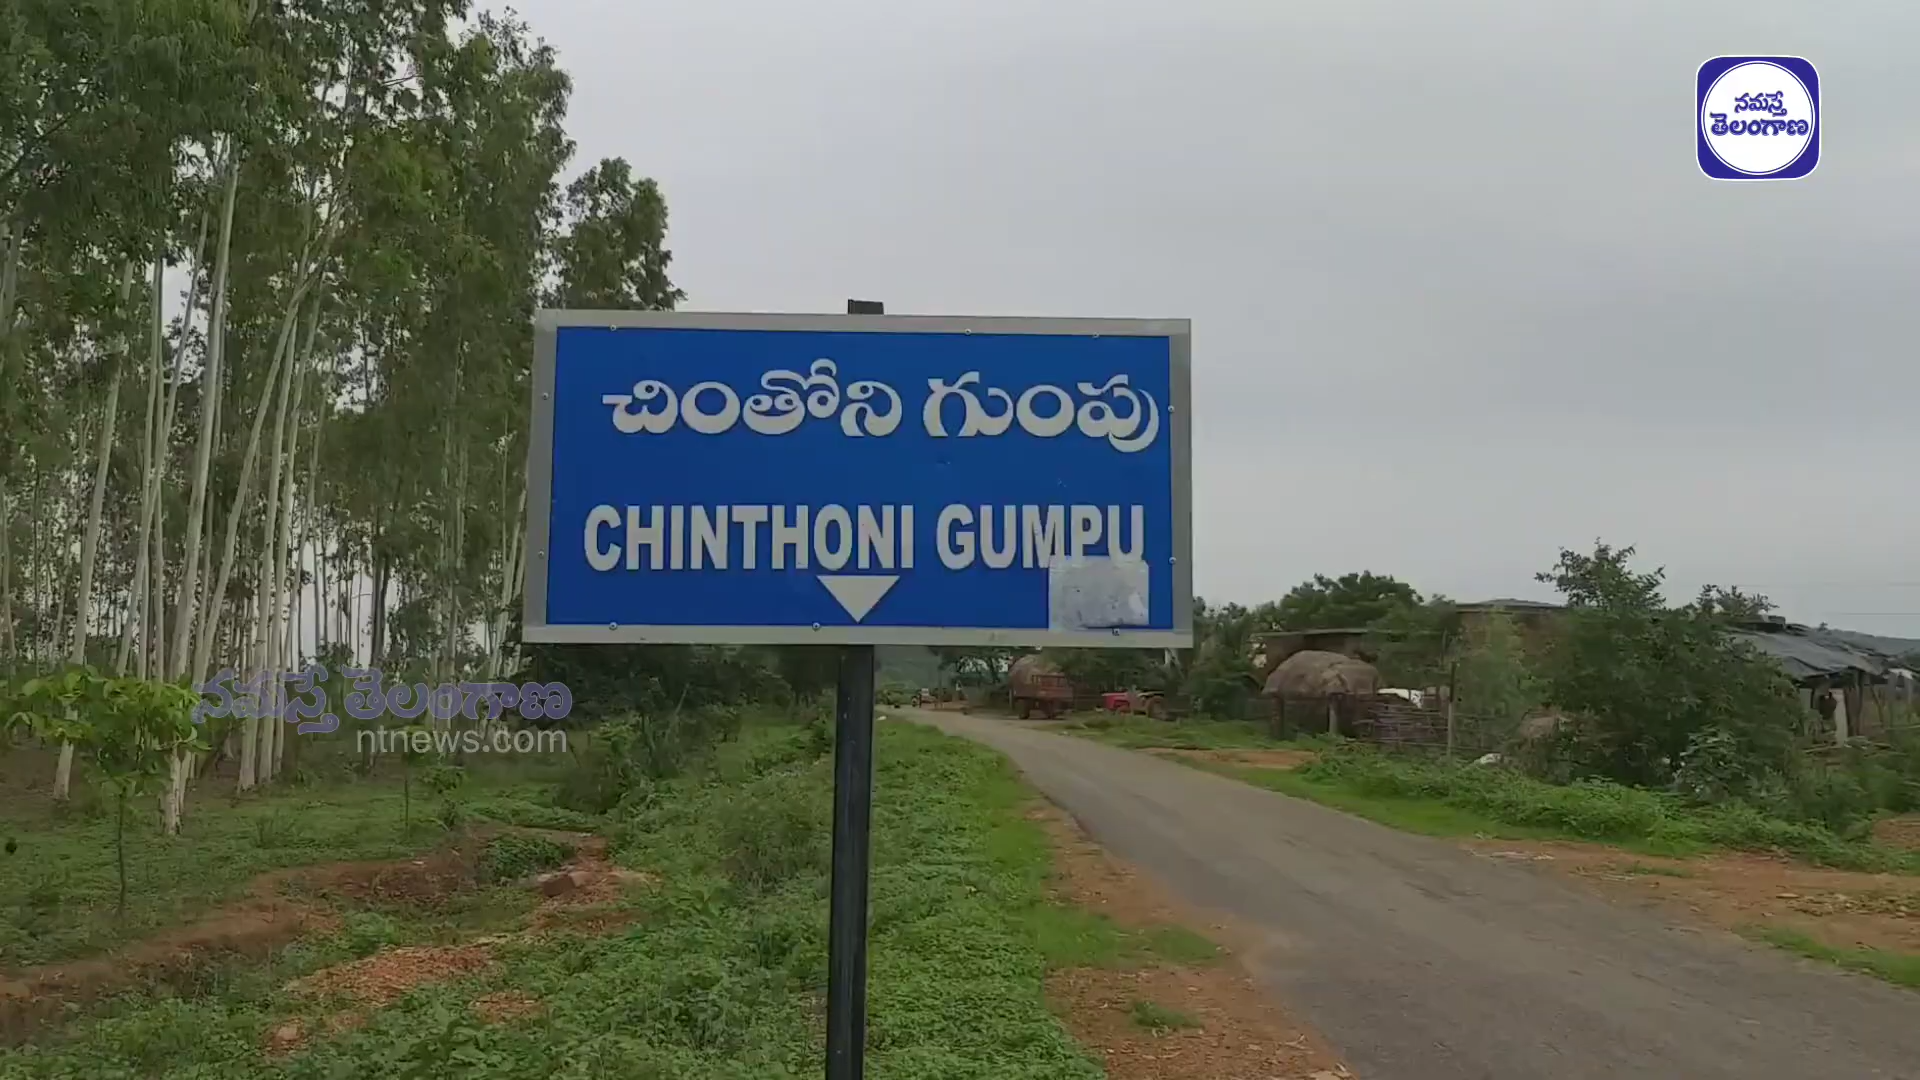 నమస్తే
తెలంగాణ
చింతోని గుంపు
CHINTHONI GUMPU
నమస్తే తెలంగాణ
ntnews.com